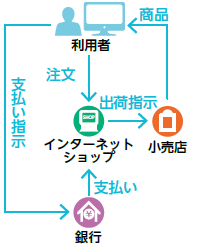 商品
利用者
注文
出荷指示
支払い指示
SHOP
インターネット
ショップ
小売店
支払い
¥
銀行